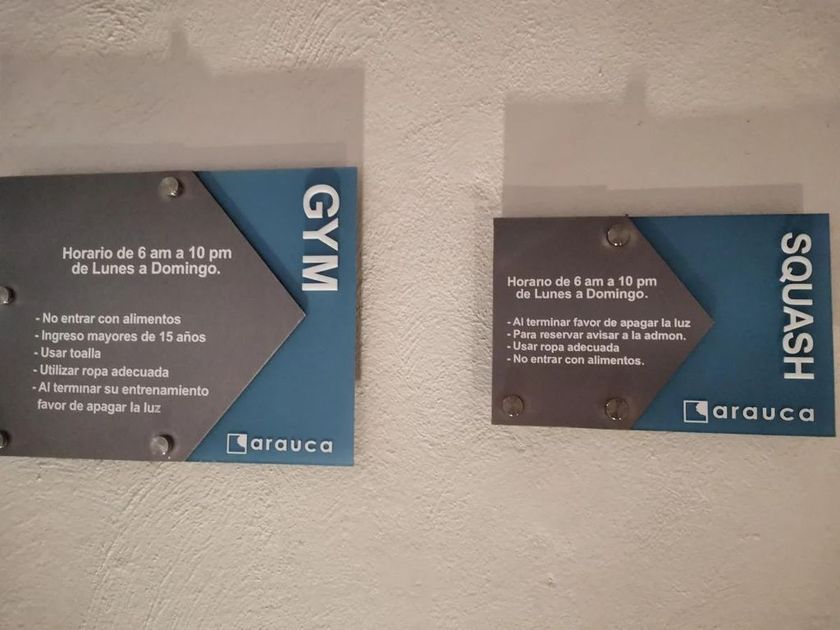 GYM
Horario de 6 am a 10 pm
de Lunes a Domingo.
- No entrar con alimentos
- Ingreso mayores de 15 años
- Usar toalla
- Utilizar ropa adecuada
- Al terminar su entrenamiento
favor de apagar la luz
arauca
SQUASH
Horario de 6 am a 10 pm
de Lunes a Domingo.
- Al terminar favor de apagar la luz
- Para reservar avisar a la admon.
- Usar ropa adecuada
- No entrar con alimentos.
arauca